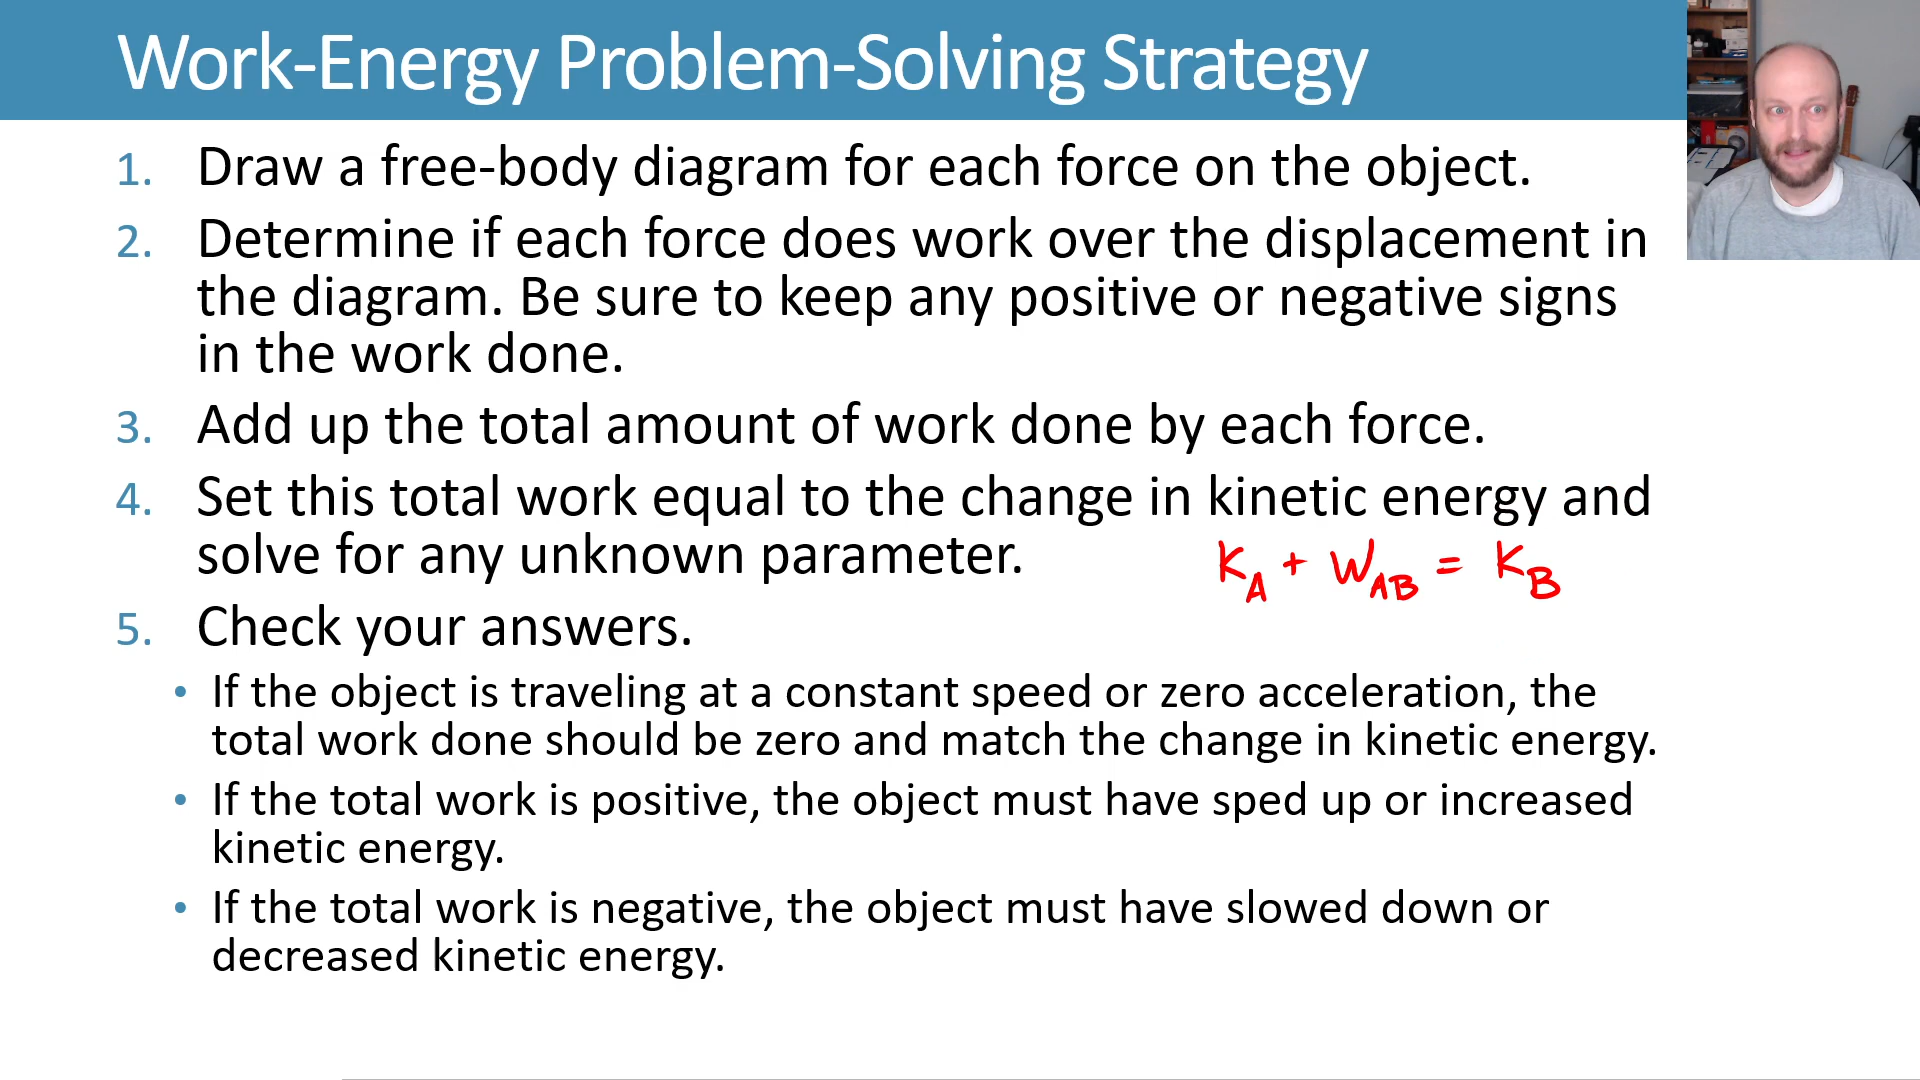 Work-Energy Problem-Solving Strategy
1. Draw a free-body diagram for each force on the object.
2. Determine if each force does work over the displacement in
the diagram. Be sure to keep any positive or negative signs
in the work done.
3. Add up the total amount of work done by each force.
4. Set this total work equal to the change in kinetic energy and
solve for any unknown parameter.
K_A + W_AB = K_B
5. Check your answers.
• If the object is traveling at a constant speed or zero acceleration, the
total work done should be zero and match the change in kinetic energy.
• If the total work is positive, the object must have sped up or increased
kinetic energy.
• If the total work is negative, the object must have slowed down or
decreased kinetic energy.